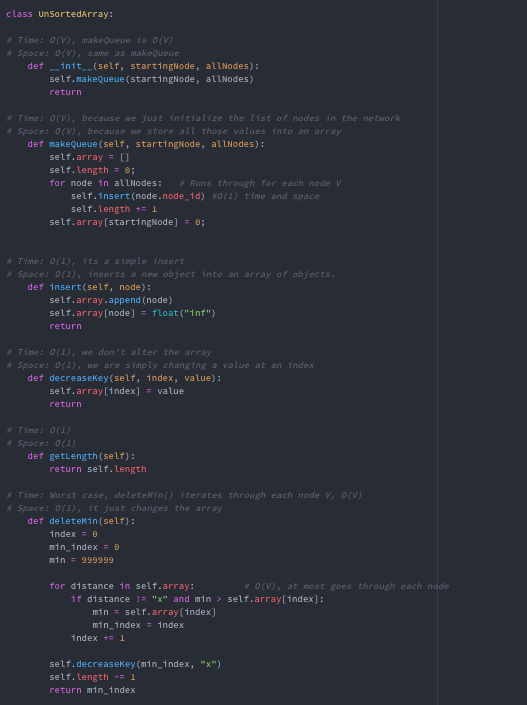 class UnSortedArray:
# Time: O(V), makeQueue is O(V)
# Space: O(V), same as makeQueue
    def __init__(self, startingNode, allNodes):
        self.makeQueue(startingNode, allNodes)
        return
# Time: O(V), because we just initialize the list of nodes in the network
# Space: O(V), because we store all those values into an array
    def makeQueue(self, startingNode, allNodes):
        self.array = []
        self.length = 0;
        for node in allNodes:   # Runs through for each node V
            self.insert(node.node_id) #O(1) time and space
            self.length += 1
        self.array[startingNode] = 0;
# Time: O(1), its a simple insert
# Space: O(1), inserts a new object into an array of objects.
    def insert(self, node):
        self.array.append(node)
        self.array[node] = float("inf")
        return
# Time: O(1), we don't alter the array
# Space: O(1), we are simply changing a value at an index
    def decreaseKey(self, index, value):
        self.array[index] = value
        return
# Time: O(1)
# Space: O(1)
    def getLength(self):
        return self.length
# Time: Worst case, deleteMin() iterates through each node V, O(V)
# Space: O(1), it just changes the array
    def deleteMin(self):
        index = 0
        min_index = 0
        min = 999999
        for distance in self.array:         # O(V), at most goes through each node
            if distance != "x" and min > self.array[index]:
                min = self.array[index]
                min_index = index
            index += 1
        self.decreaseKey(min_index, "x")
        self.length -= 1
        return min_index